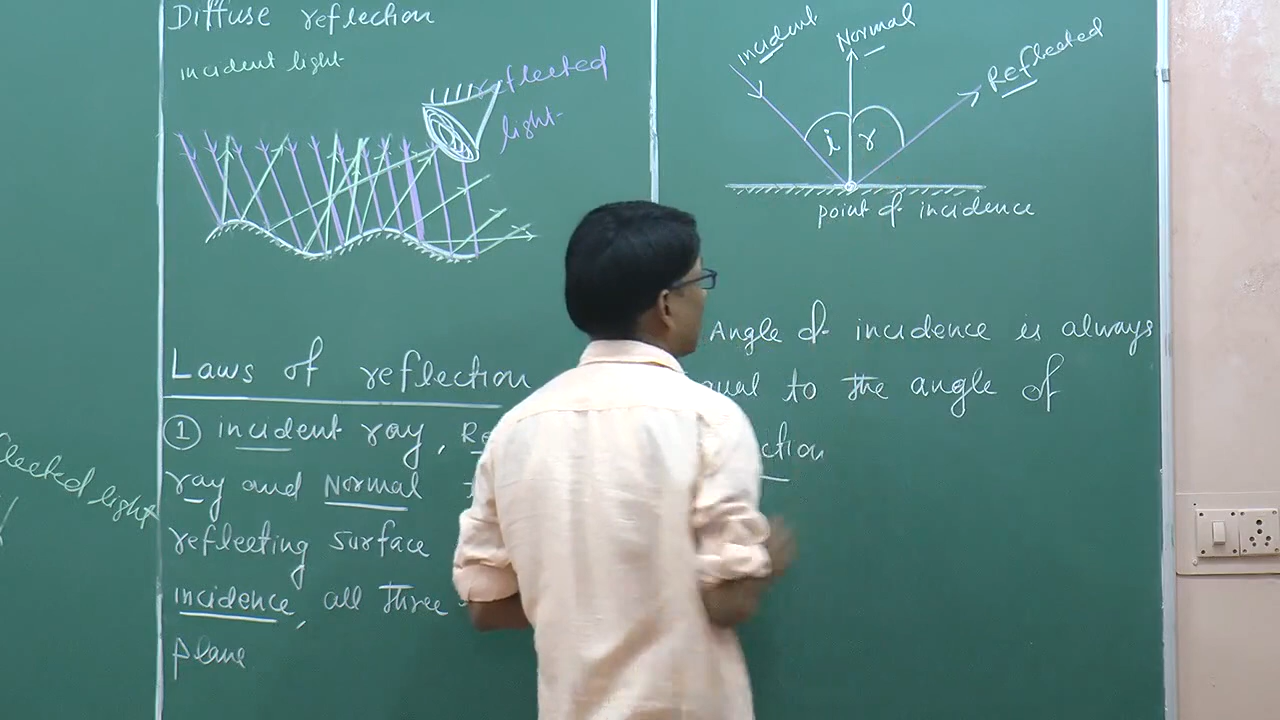 Diffuse reflection
incident light
reflected
light
Laws of reflection
① incident ray, Re
ray and Normal
reflecting surface
incidence, all three
plane
flected light
incident
Normal
Reflected
i r
point of incidence
Angle of incidence is always
qual to the angle of
ction